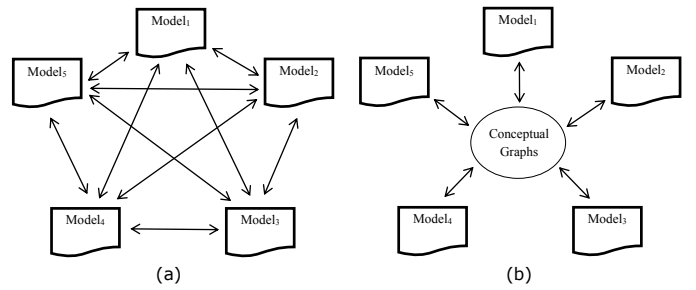 Model₁
Model₅
Model₂
Model₄
Model₃
(a)
Model₁
Model₅
Model₂
Conceptual
Graphs
Model₄
Model₃
(b)